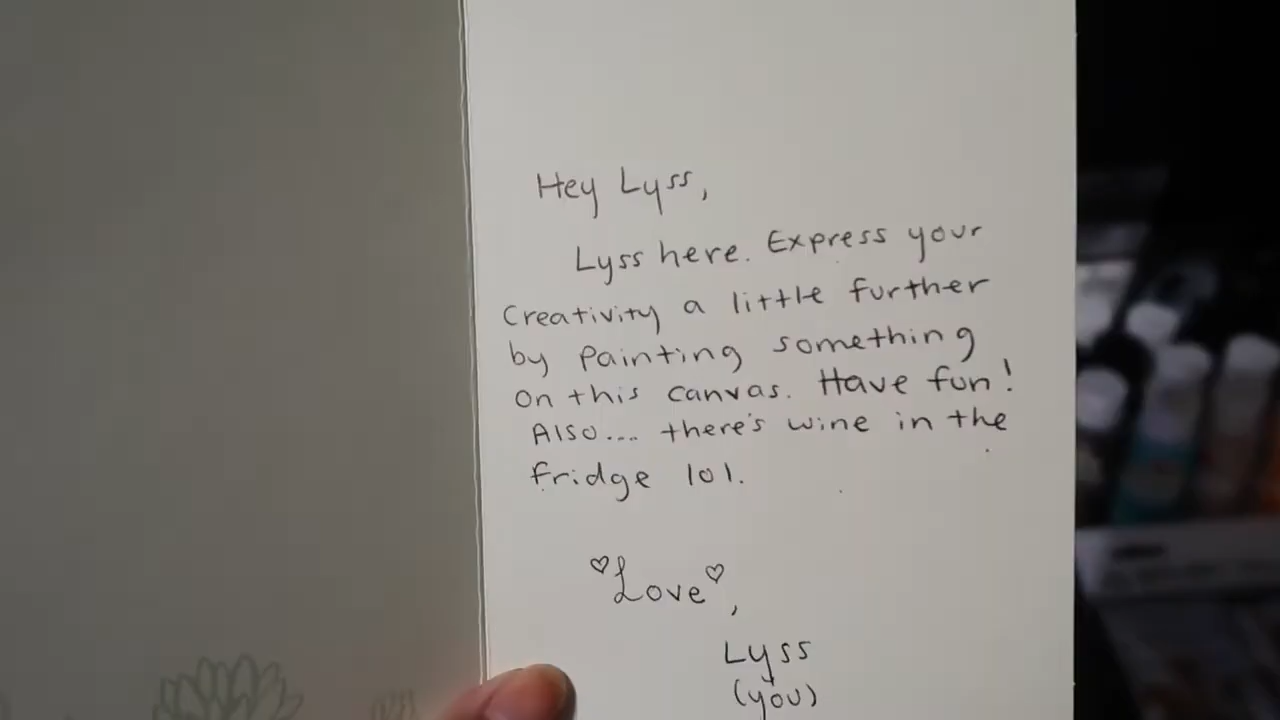 Hey Lyss,
Lyss here. Express your
Creativity a little further
by painting something
on this canvas. Have fun!
Also... there's wine in the
fridge lol.
♡Love♡,
Lyss
(you)